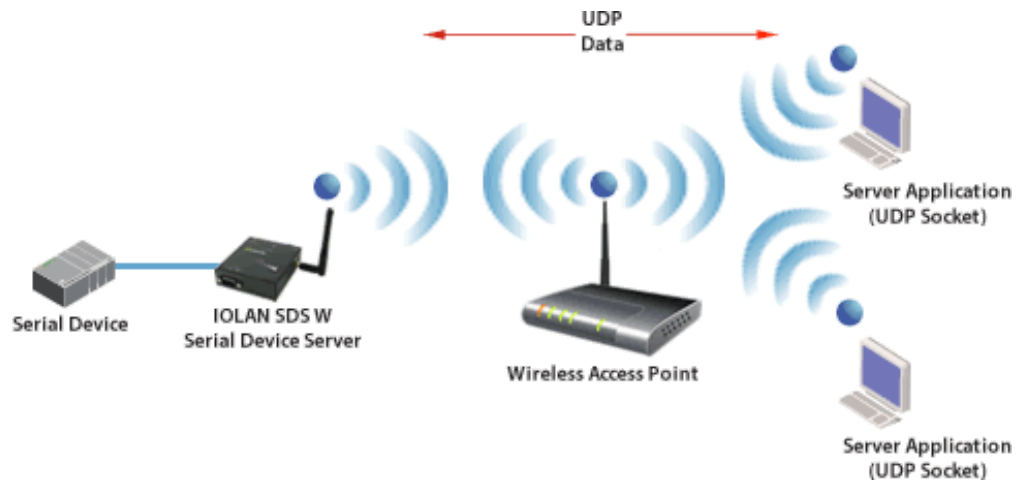 UDP
Data
Server Application
(UDP Socket)
Serial Device
IOLAN SDS W
Serial Device Server
Wireless Access Point
Server Application
(UDP Socket)